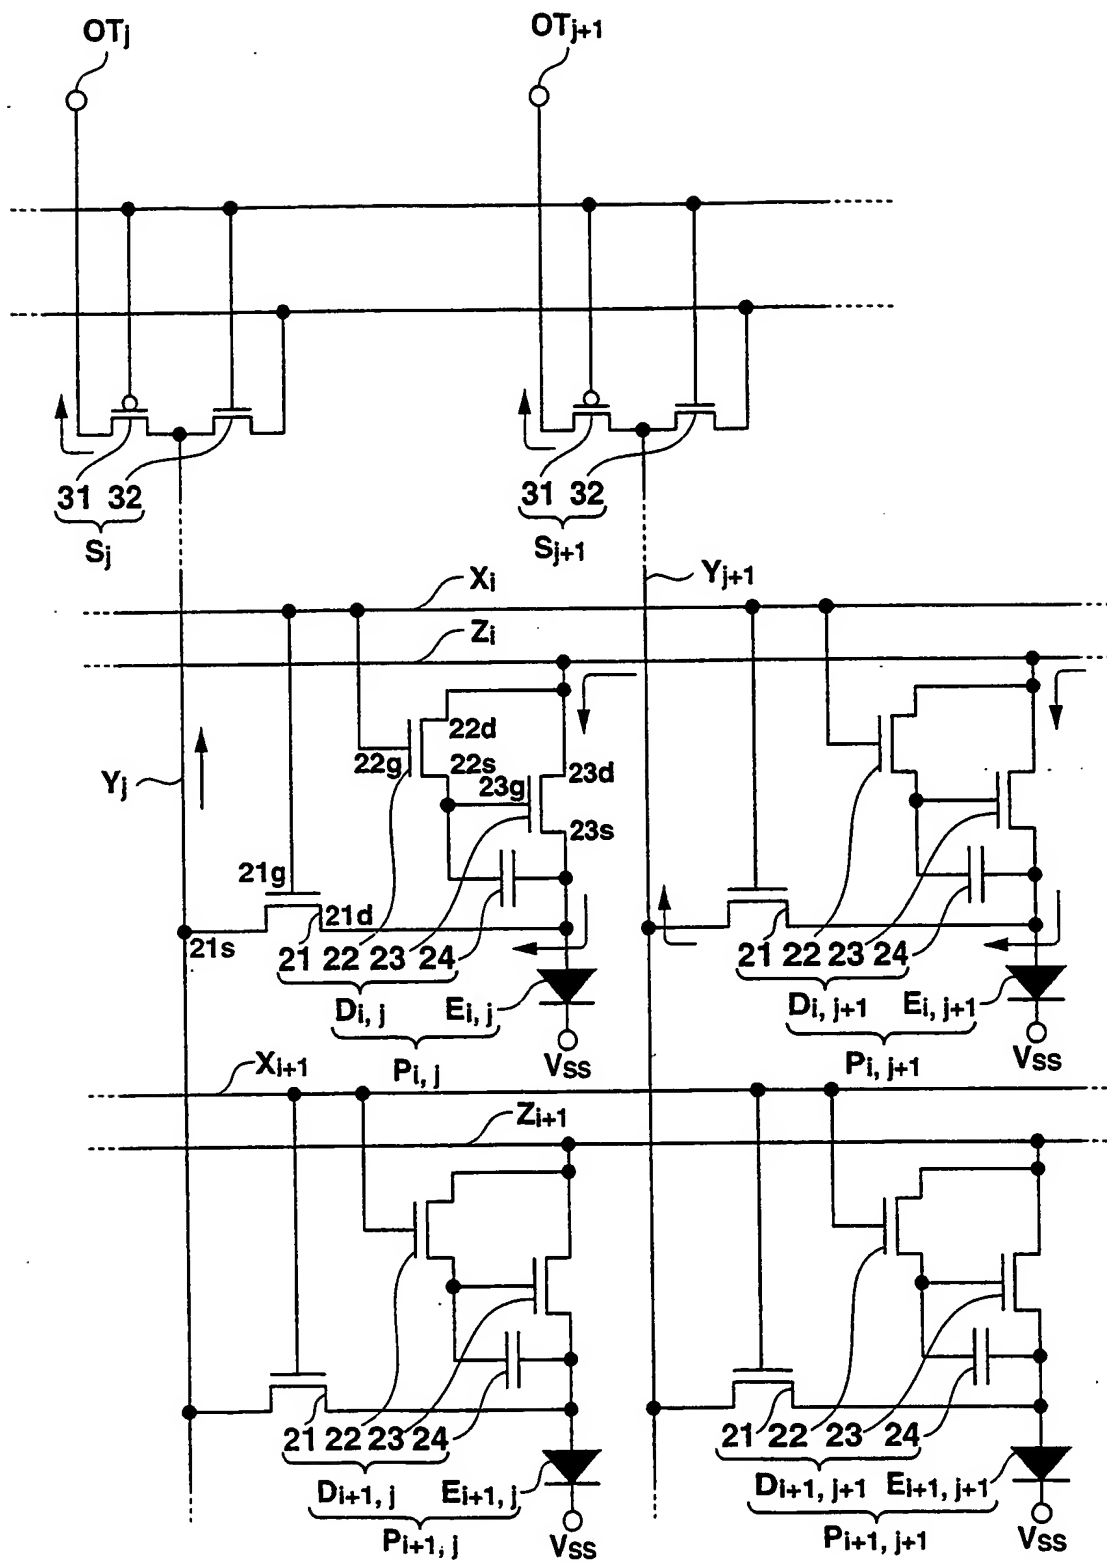 OTj OTj+1
31 32 31 32
Sj Sj+1
Xi Yj+1
Zi
22d
22g 22s
Yj 23g 23d
23s
21g
21d
21s 21 22 23 24 21 22 23 24
Di, j Ei, j Di, j+1 Ei, j+1
Pi, j VSS Pi, j+1 VSS
Xi+1
Zi+1
21 22 23 24 21 22 23 24
Di+1, j Ei+1, j Di+1, j+1 Ei+1, j+1
Pi+1, j VSS Pi+1, j+1 VSS